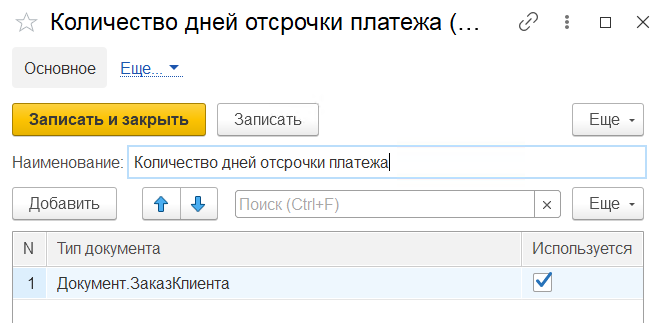 Количество дней отсрочки платежа (...
Основное Еще...
Записать и закрыть Записать Еще
Наименование: Количество дней отсрочки платежа
Добавить Поиск (Ctrl+F) × Еще
N Тип документа Используется
1 Документ.ЗаказКлиента